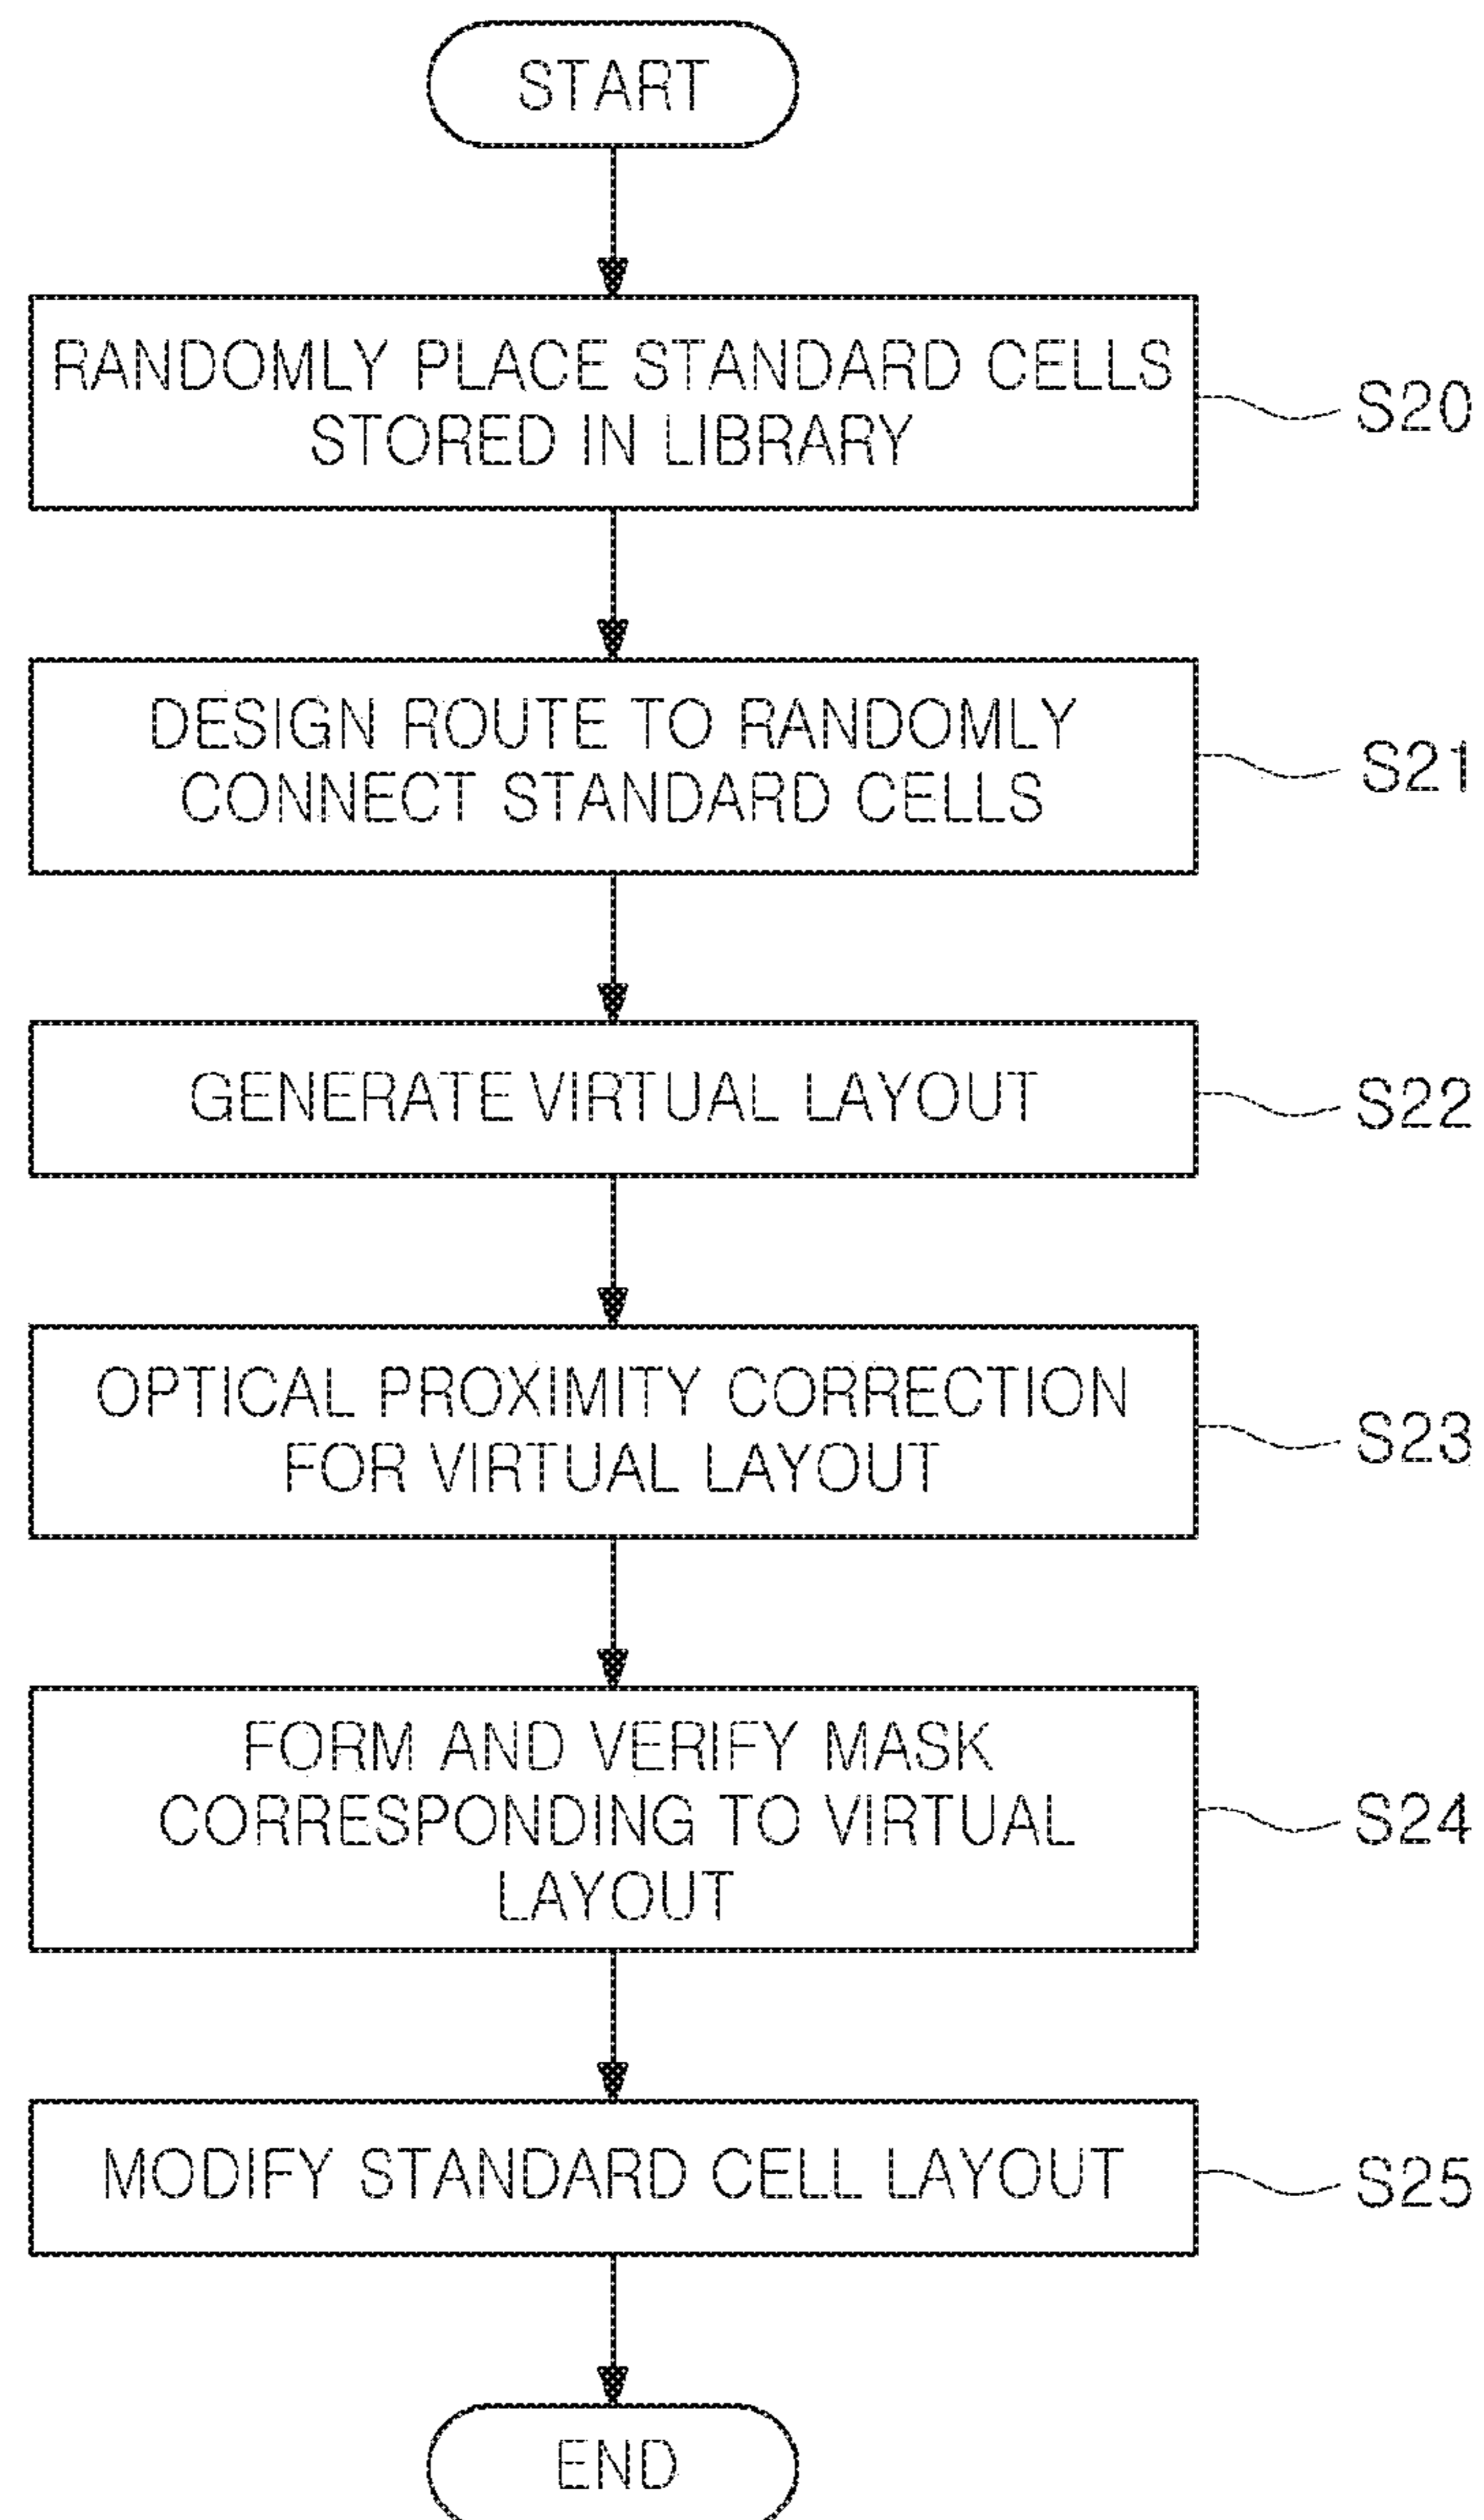 START
RANDOMLY PLACE STANDARD CELLS
STORED IN LIBRARY
S20
DESIGN ROUTE TO RANDOMLY
CONNECT STANDARD CELLS
S21
GENERATE VIRTUAL LAYOUT
S22
OPTICAL PROXIMITY CORRECTION
FOR VIRTUAL LAYOUT
S23
FORM AND VERIFY MASK
CORRESPONDING TO VIRTUAL
LAYOUT
S24
MODIFY STANDARD CELL LAYOUT
S25
END